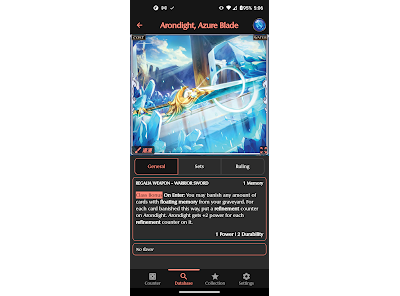 95% 5:06
Arondight, Azure Blade
COST
WATER
General
Sets
Ruling
REGALIA WEAPON - WARRIOR SWORD
1 Memory
Class Bonus On Enter: You may banish any amount of
cards with floating memory from your graveyard. For
each card banished this way, put a refinement counter
on Arondight. Arondight gets +2 power for each
refinement counter on it.
1 Power | 2 Durability
No flavor
Counter
Database
Collection
Settings